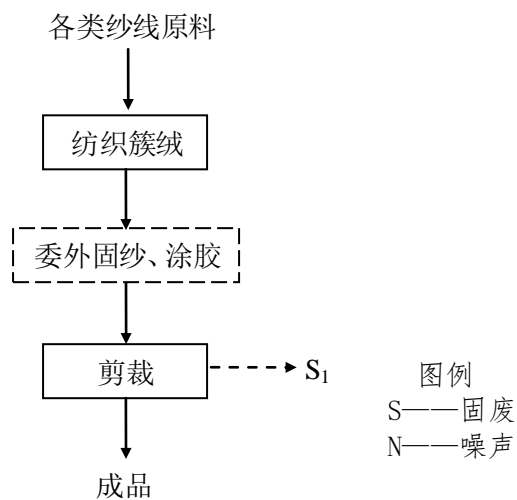 各类纱线原料
纺织簇绒
委外固纱、涂胶
剪裁
S₁
图例
S——固废
N——噪声
成品